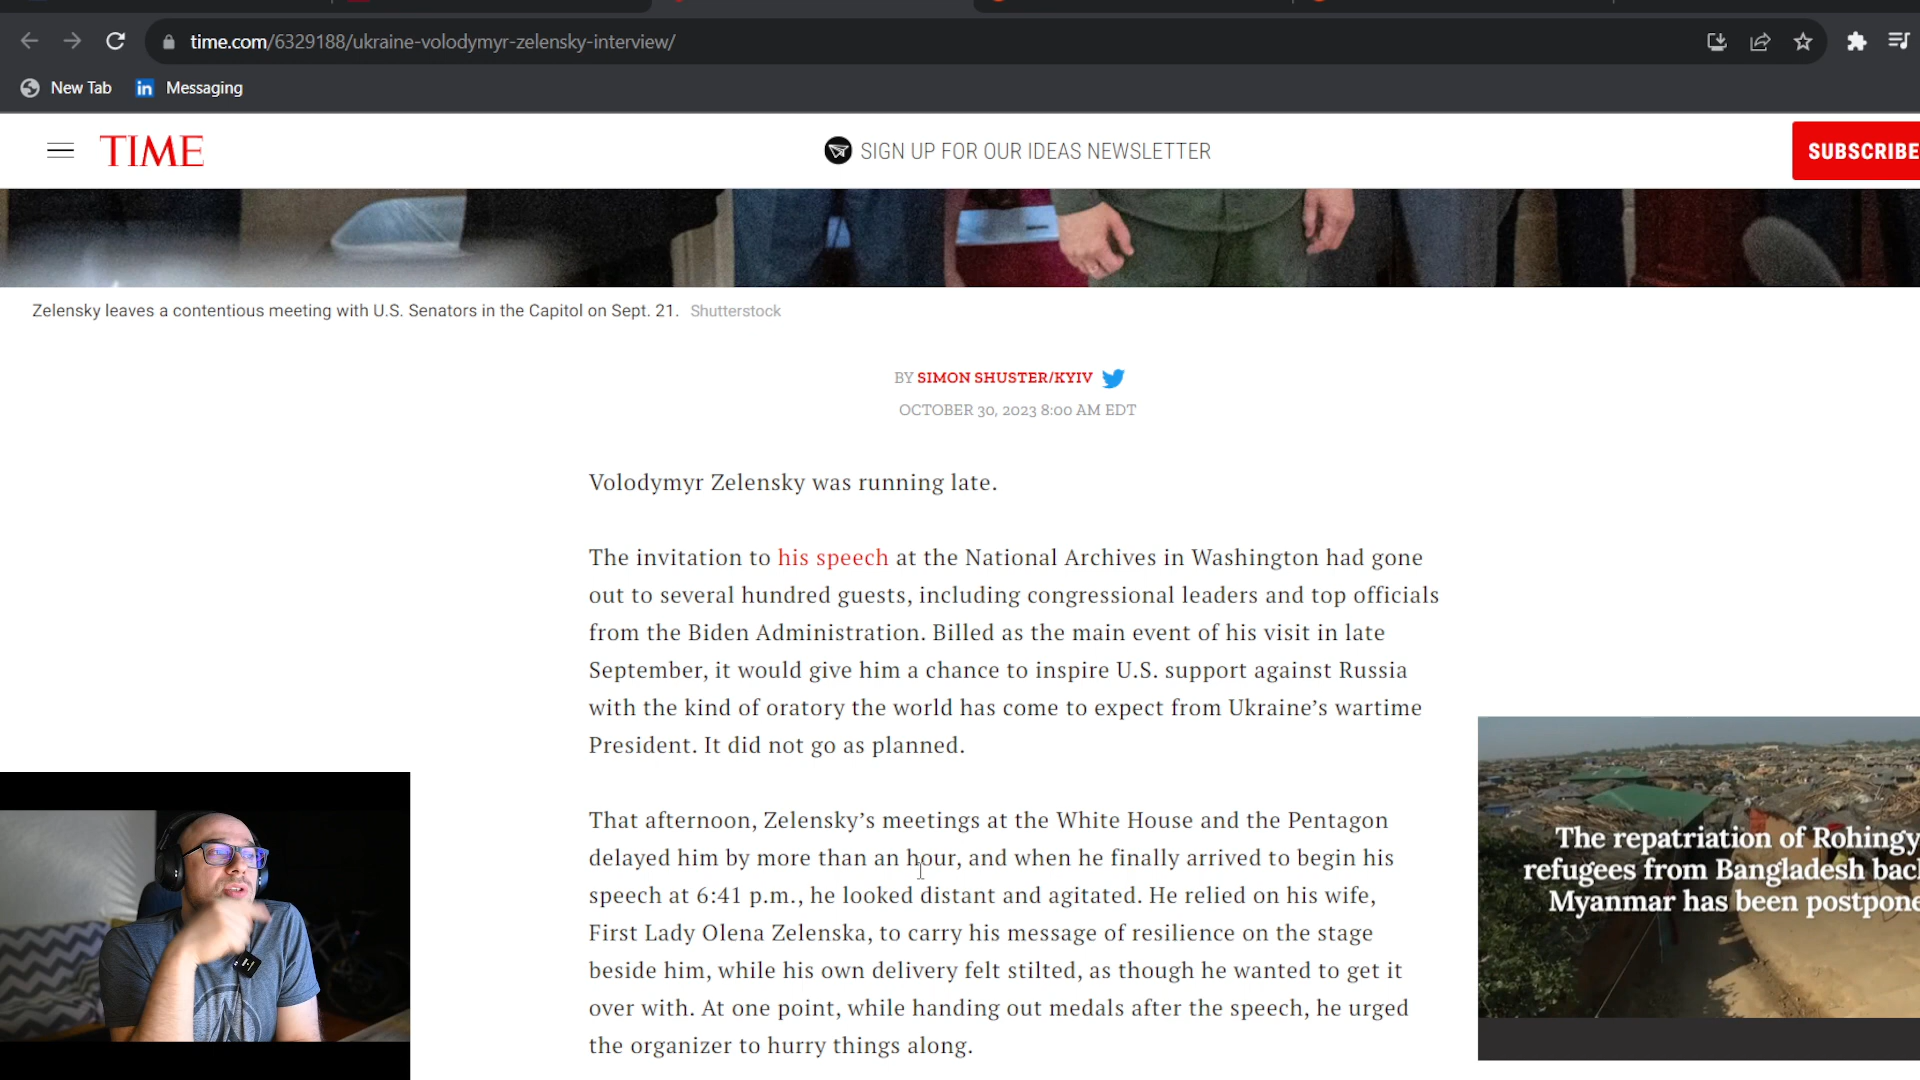 time.com/6329188/ukraine-volodymyr-zelensky-interview/
New Tab
in Messaging
TIME
SIGN UP FOR OUR IDEAS NEWSLETTER
SUBSCRIBE
Zelensky leaves a contentious meeting with U.S. Senators in the Capitol on Sept. 21. Shutterstock
BY SIMON SHUSTER/KYIV
OCTOBER 30, 2023 8:00 AM EDT
Volodymyr Zelensky was running late.
The invitation to his speech at the National Archives in Washington had gone
out to several hundred guests, including congressional leaders and top officials
from the Biden Administration. Billed as the main event of his visit in late
September, it would give him a chance to inspire U.S. support against Russia
with the kind of oratory the world has come to expect from Ukraine’s wartime
President. It did not go as planned.
That afternoon, Zelensky’s meetings at the White House and the Pentagon
delayed him by more than an hour, and when he finally arrived to begin his
speech at 6:41 p.m., he looked distant and agitated. He relied on his wife,
First Lady Olena Zelenska, to carry his message of resilience on the stage
beside him, while his own delivery felt stilted, as though he wanted to get it
over with. At one point, while handing out medals after the speech, he urged
the organizer to hurry things along.
The repatriation of Rohingy
refugees from Bangladesh bac
Myanmar has been postpone